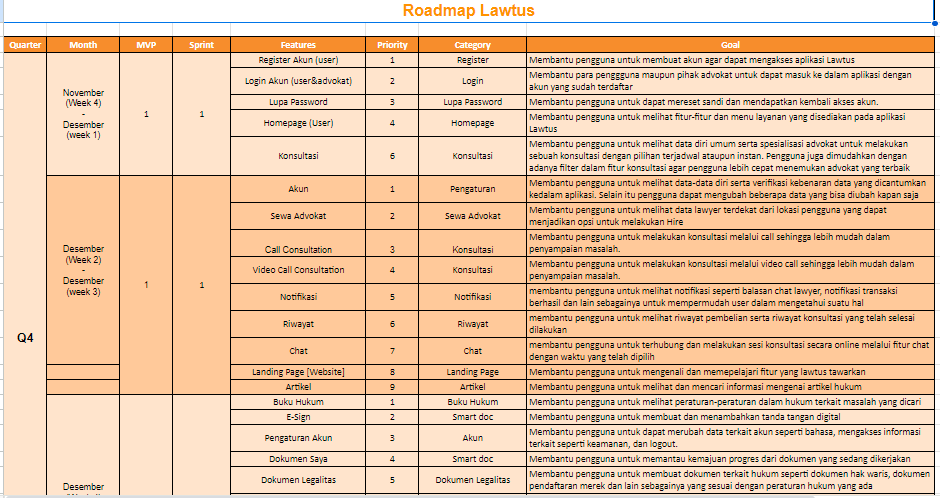 Roadmap Lawtus
Quarter Month MVP Sprint Features Priority Category Goal
Q4
November
(Week 4)
-
Desember
(week 1)
1 1
Register Akun (user) 1 Register Membantu pengguna untuk membuat akun agar dapat mengakses aplikasi Lawtus
Login Akun (user&advokat) 2 Login Membantu para penggguna maupun pihak advokat untuk dapat masuk ke dalam aplikasi dengan
akun yang sudah terdaftar
Lupa Password 3 Lupa Password Membantu pengguna untuk dapat mereset sandi dan mendapatkan kembali akses akun.
Homepage (User) 4 Homepage Membantu pengguna untuk melihat fitur-fitur dan menu layanan yang disediakan pada aplikasi
Lawtus
Konsultasi 6 Konsultasi Membantu pengguna untuk melihat data diri umum serta spesialisasi advokat untuk melakukan
sebuah konsultasi dengan pilihan terjadwal ataupun instan. Pengguna juga dimudahkan dengan
adanya filter dalam fitur konsultasi agar pengguna lebih cepat menemukan advokat yang terbaik
Desember
(Week 2)
-
Desember
(week 3)
1 1
Akun 1 Pengaturan Membantu pengguna untuk melihat data-data diri serta verifikasi kebenaran data yang dicantumkan
kedalam aplikasi. Selain itu pengguna dapat mengubah beberapa data yang bisa diubah kapan saja
Sewa Advokat 2 Sewa Advokat Membantu pengguna untuk melihat data lawyer terdekat dari lokasi pengguna yang dapat
menjadikan opsi untuk melakukan Hire
Call Consultation 3 Konsultasi Membantu pengguna untuk melakukan konsultasi melalui call sehingga lebih mudah dalam
penyampaian masalah.
Video Call Consultation 4 Konsultasi Membantu pengguna untuk melakukan konsultasi melalui video call sehingga lebih mudah dalam
penyampaian masalah.
Notifikasi 5 Notifikasi membantu pengguna untuk melihat notifikasi seperti balasan chat lawyer, notifikasi transaksi
berhasil dan lain sebagainya untuk mempermudah user dalam mengetahui suatu hal
Riwayat 6 Riwayat membantu pengguna untuk melihat riwayat pembelian serta riwayat konsultasi yang telah selesai
dilakukan
Chat 7 Chat membantu pengguna untuk terhubung dan melakukan sesi konsultasi secara online melalui fitur chat
dengan waktu yang telah dipilih
Landing Page [Website] 8 Landing Page Membantu pengguna untuk mengenali dan memepelajari fitur yang lawtus tawarkan
Artikel 9 Artikel Membantu pengguna untuk melihat dan mencari informasi mengenai artikel hukum
Desember
Buku Hukum 1 Buku Hukum Membantu pengguna untuk melihat peraturan-peraturan dalam hukum terkait masalah yang dicari
E-Sign 2 Smart doc Membantu pengguna untuk membuat dan menambahkan tanda tangan digital
Pengaturan Akun 3 Akun Membantu pengguna untuk dapat merubah data terkait akun seperti bahasa, mengakses informasi
terkait seperti keamanan, dan logout.
Dokumen Saya 4 Smart doc Membantu pengguna untuk memantau kemajuan progres dari dokumen yang sedang dikerjakan
Dokumen Legalitas 5 Dokumen Legalitas Membantu pengguna untuk membuat dokumen terkait hukum seperti dokumen hak waris, dokumen
pendaftaran merek dan lain sebagainya yang sesuai dengan peraturan hukum yang ada